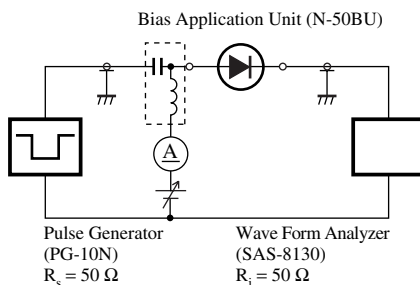 Bias Application Unit (N-50BU)
A
Pulse Generator
(PG-10N)
Rs = 50 Ω
Wave Form Analyzer
(SAS-8130)
Ri = 50 Ω